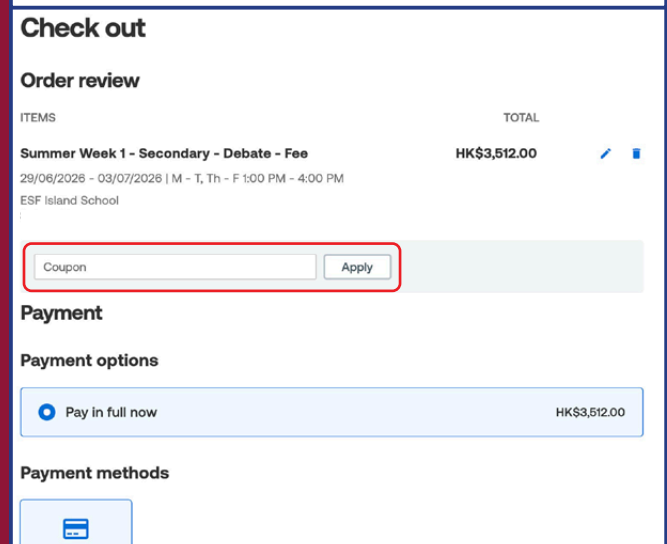 Check out
Order review
ITEMS TOTAL
Summer Week 1 - Secondary - Debate - Fee HK$3,512.00
29/06/2026 - 03/07/2026 | M - T, Th - F 1:00 PM - 4:00 PM
ESF Island School
Coupon Apply
Payment
Payment options
Pay in full now HK$3,512.00
Payment methods